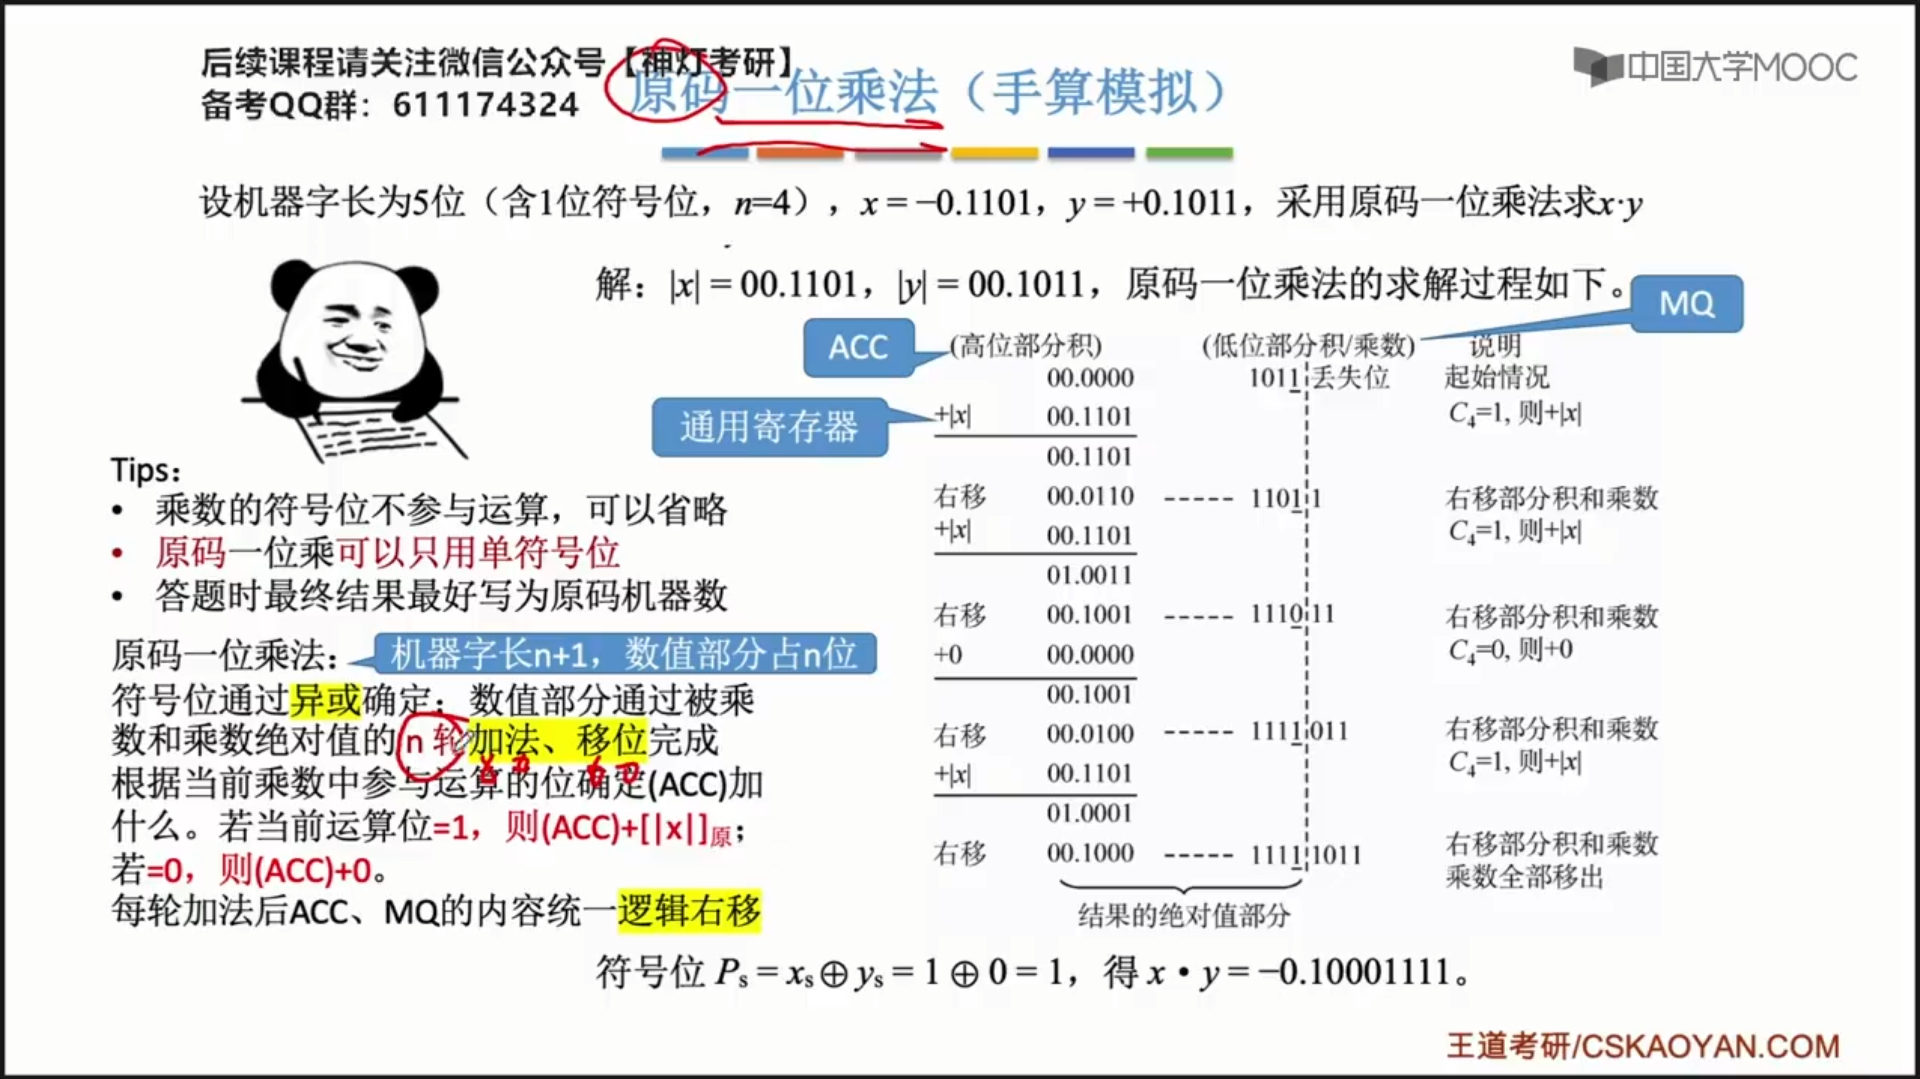 后续课程请关注微信公众号【神灯考研】
备考QQ群：611174324
中国大学MOOC
原码一位乘法（手算模拟）
设机器字长为5位（含1位符号位，n=4），x = −0.1101，y = +0.1011，采用原码一位乘法求x·y
解：|x| = 00.1101，|y| = 00.1011，原码一位乘法的求解过程如下。
MQ
ACC
(高位部分积) (低位部分积/乘数) 说明
00.0000 1011 丢失位 起始情况
通用寄存器
+|x| 00.1101 C₄=1, 则+|x|
00.1101
右移 00.0110 ----- 1101 1 右移部分积和乘数
+|x| 00.1101 C₄=1, 则+|x|
01.0011
右移 00.1001 ----- 1110 11 右移部分积和乘数
+0 00.0000 C₄=0, 则+0
00.1001
右移 00.0100 ----- 1111 011 右移部分积和乘数
+|x| 00.1101 C₄=1, 则+|x|
01.0001
右移 00.1000 ----- 1111 1011 右移部分积和乘数
乘数全部移出
结果的绝对值部分
Tips：
• 乘数的符号位不参与运算，可以省略
• 原码一位乘可以只用单符号位
• 答题时最终结果最好写为原码机器数
原码一位乘法：
机器字长n+1，数值部分占n位
符号位通过异或确定；数值部分通过被乘
数和乘数绝对值的 n 轮加法、移位完成
根据当前乘数中参与运算的位确定(ACC)加
什么。若当前运算位=1，则(ACC)+[|x|]原；
若=0，则(ACC)+0。
每轮加法后ACC、MQ的内容统一逻辑右移
符号位 Pₛ = xₛ⊕yₛ = 1⊕0 = 1，得 x・y = −0.10001111。
王道考研/CSKAOYAN.COM